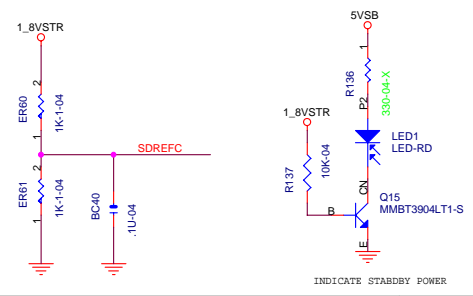 1_8VSTR
2
ER60
1K-1-04
1
SDREFC
2
ER61
1K-1-04
1
BC40
.1U-04
5VSB
1
R136
330-04-X
P2
1_8VSTR
LED1
LED-RD
R137
10K-04
CN
Q15
MMBT3904LT1-S
B
E
INDICATE STABDBY POWER